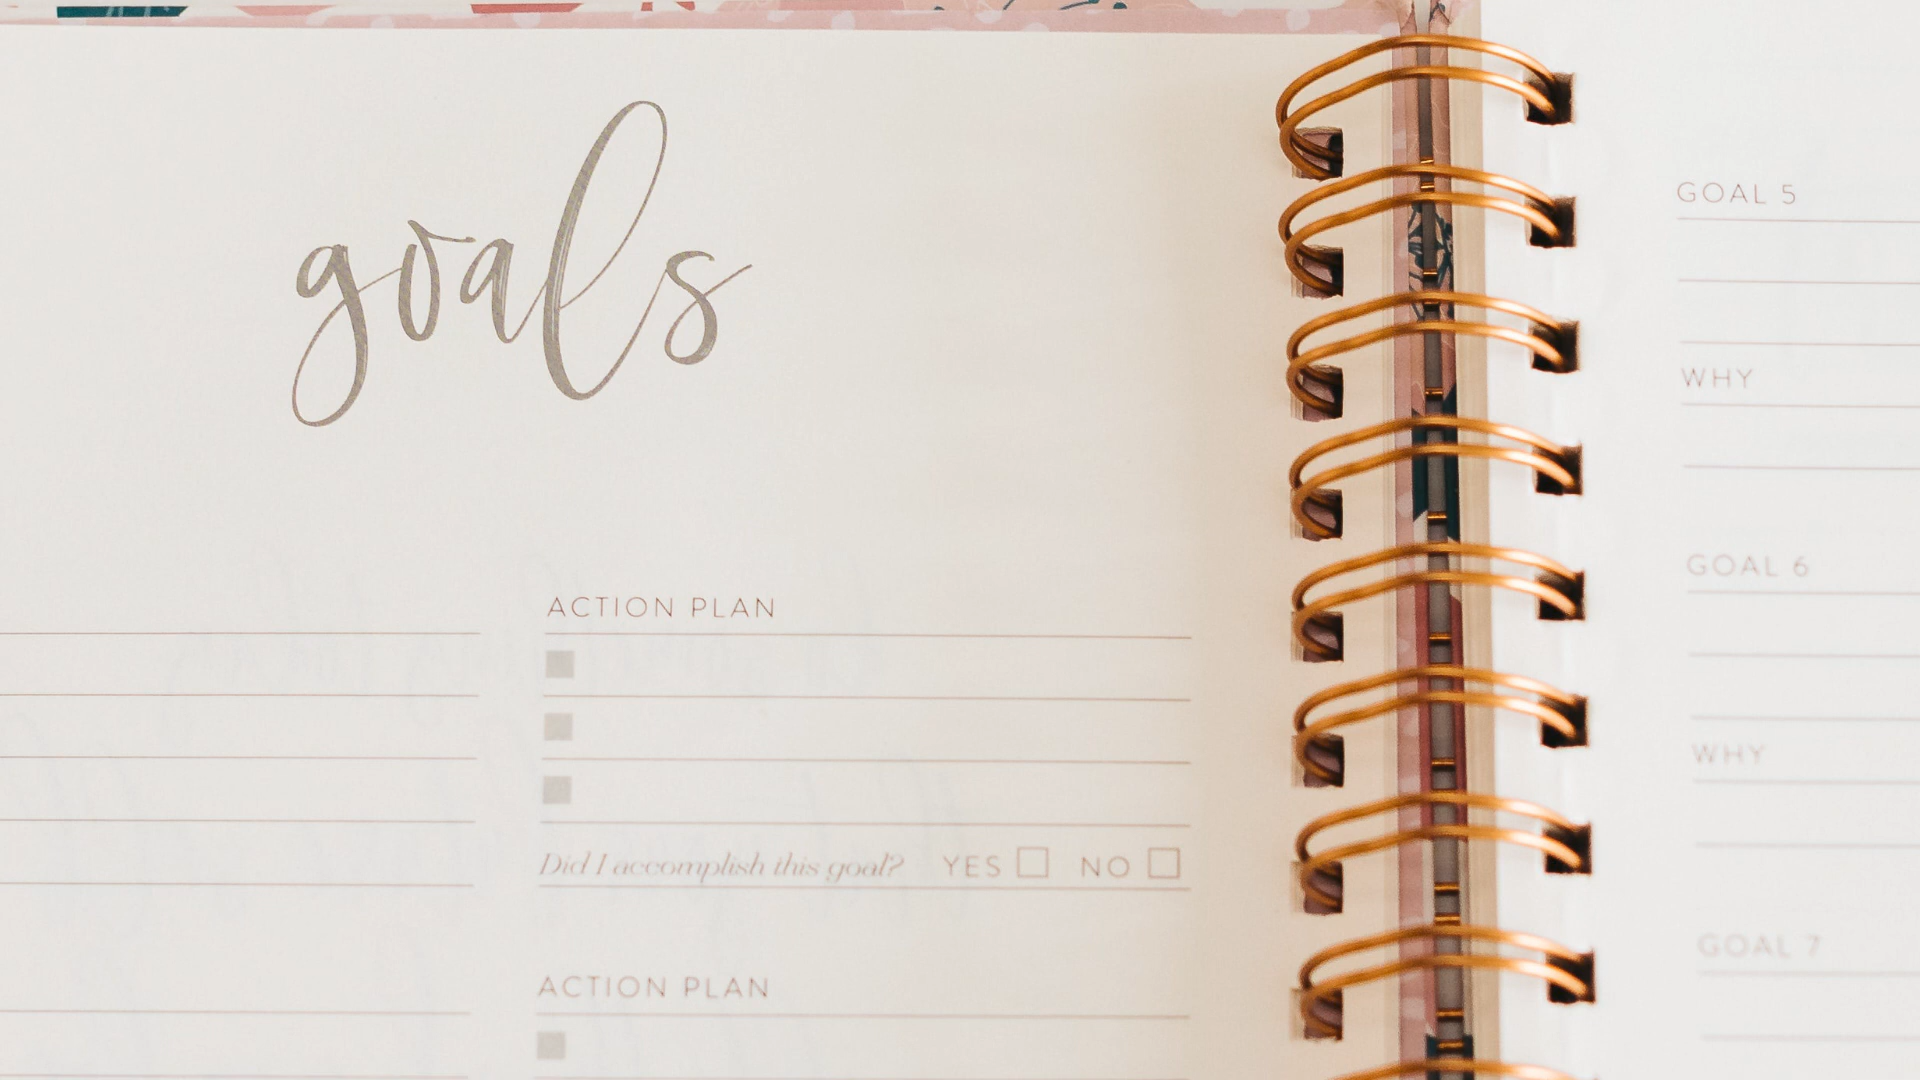 goals
ACTION PLAN
Did I accomplish this goal? YES NO
ACTION PLAN
GOAL 5
WHY
GOAL 6
WHY
GOAL 7